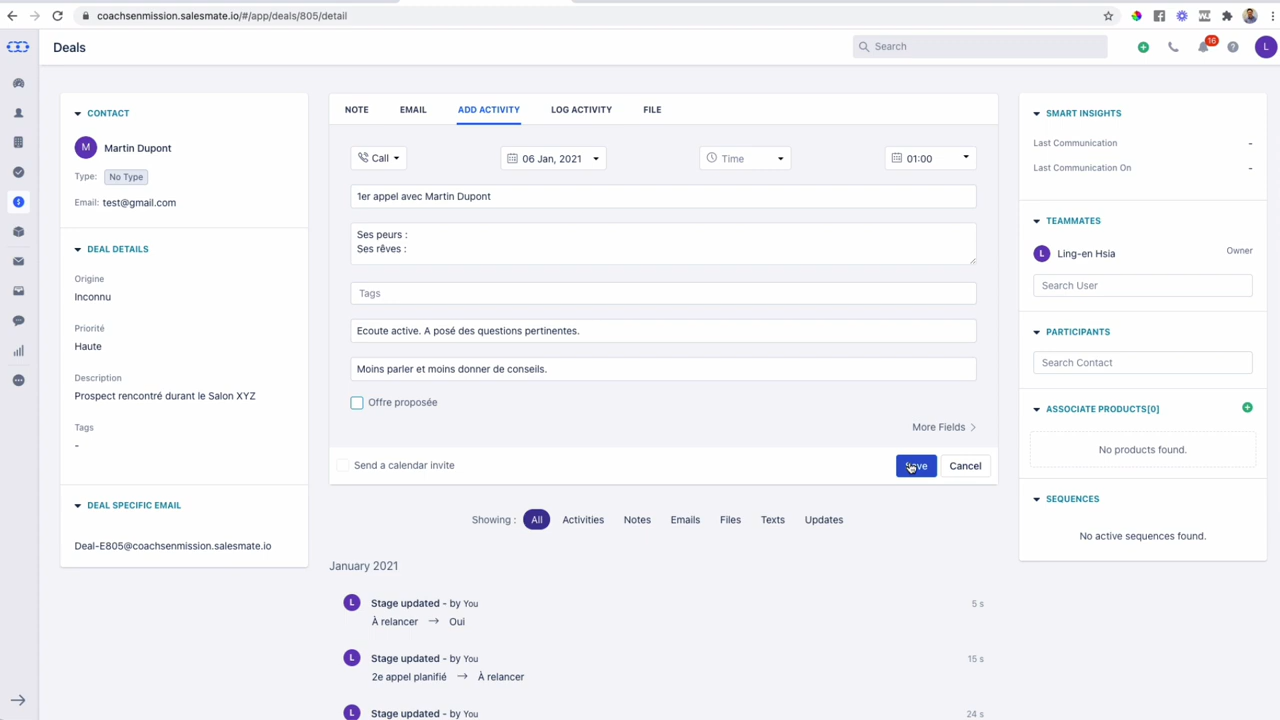 coachsenmission.salesmate.io/#/app/deals/805/detail
Deals
Search
16
L
CONTACT
M
Martin Dupont
Type: No Type
Email: test@gmail.com
DEAL DETAILS
Origine
Inconnu
Priorité
Haute
Description
Prospect rencontré durant le Salon XYZ
Tags
-
DEAL SPECIFIC EMAIL
Deal-E805@coachsenmission.salesmate.io
NOTE EMAIL ADD ACTIVITY LOG ACTIVITY FILE
Call 06 Jan, 2021 Time 01:00
1er appel avec Martin Dupont
Ses peurs :
Ses rêves :
Tags
Ecoute active. A posé des questions pertinentes.
Moins parler et moins donner de conseils.
Offre proposée
More Fields
Send a calendar invite
Save Cancel
Showing : All Activities Notes Emails Files Texts Updates
January 2021
L Stage updated - by You 5 s
À relancer → Oui
L Stage updated - by You 15 s
2e appel planifié → À relancer
L Stage updated - by You 24 s
SMART INSIGHTS
Last Communication -
Last Communication On -
TEAMMATES
L Ling-en Hsia Owner
Search User
PARTICIPANTS
Search Contact
ASSOCIATE PRODUCTS[0]
No products found.
SEQUENCES
No active sequences found.